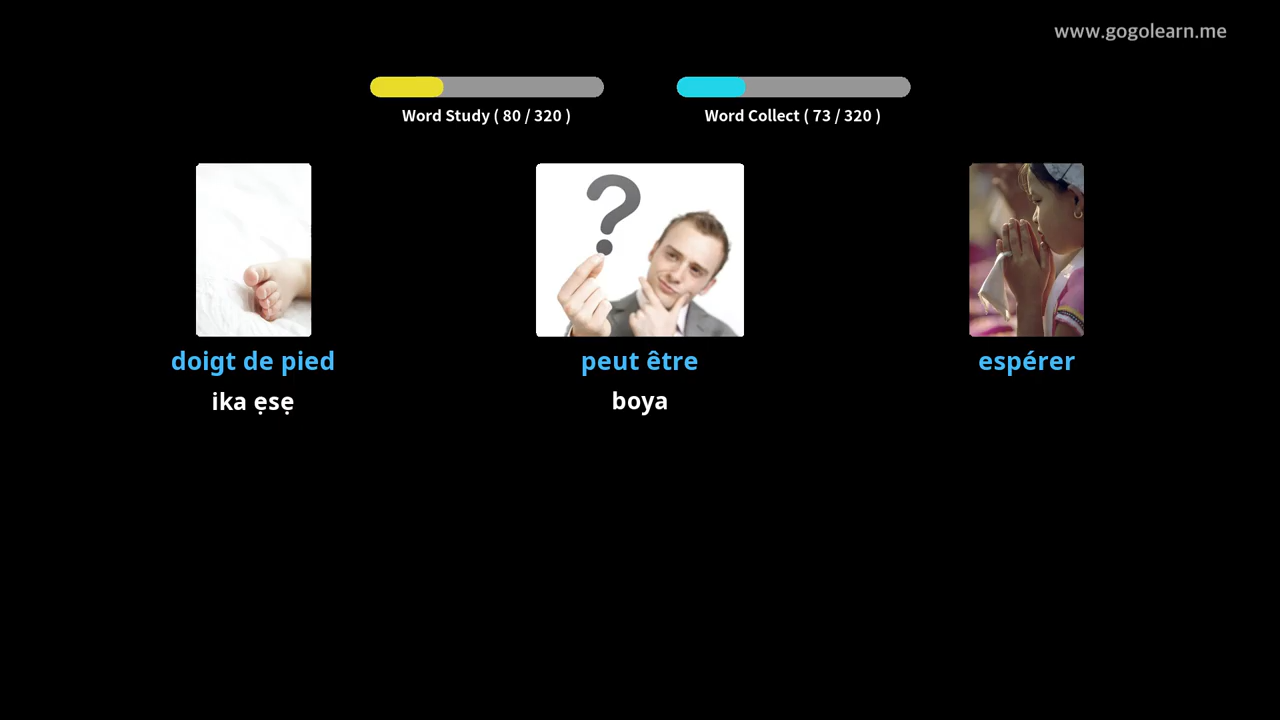 www.gogolearn.me
Word Study ( 80 / 320 )
Word Collect ( 73 / 320 )
doigt de pied
peut être
espérer
ika ẹsẹ
boya